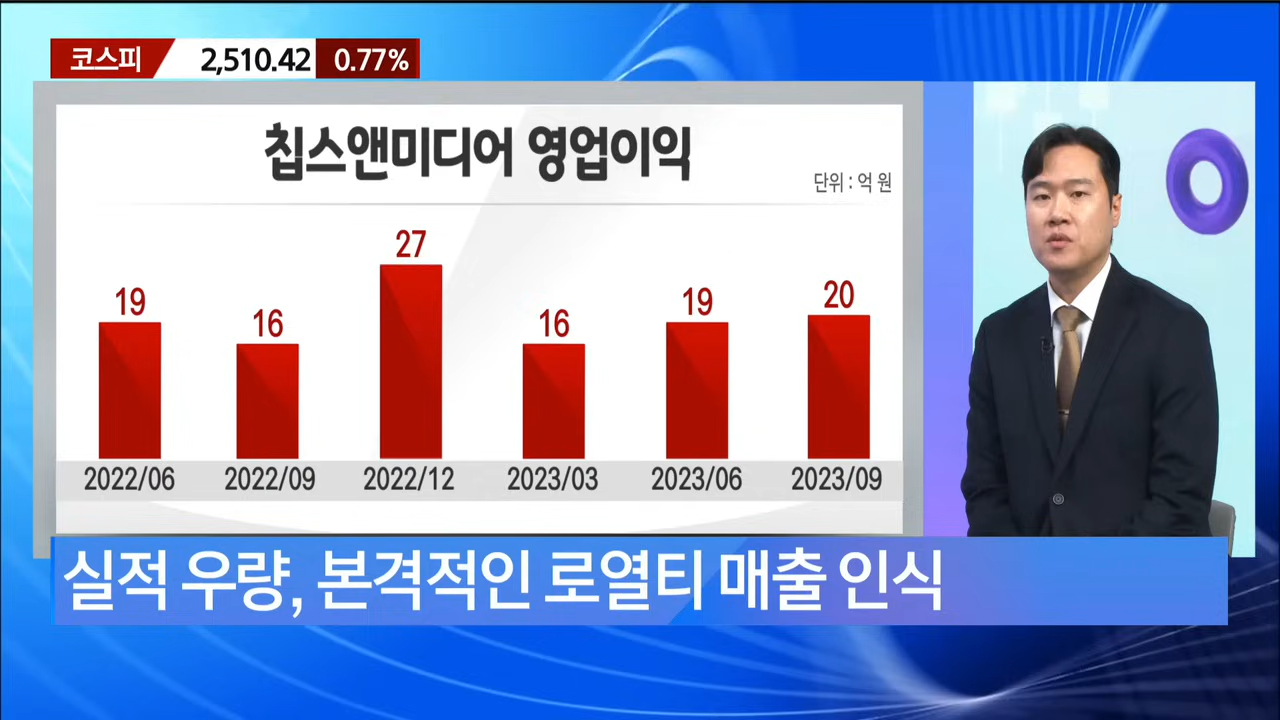 코스피 2,510.42 0.77%
칩스앤미디어 영업이익
단위 : 억 원
19 16 27 16 19 20
2022/06 2022/09 2022/12 2023/03 2023/06 2023/09
실적 우량, 본격적인 로열티 매출 인식